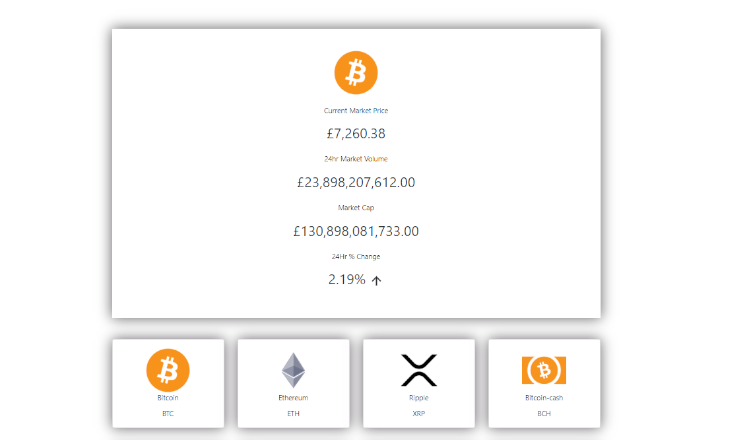 Current Market Price
£7,260.38
24hr Market Volume
£23,898,207,612.00
Market Cap
£130,898,081,733.00
24Hr % Change
2.19%
Bitcoin
BTC
Ethereum
ETH
Ripple
XRP
Bitcoin-cash
BCH